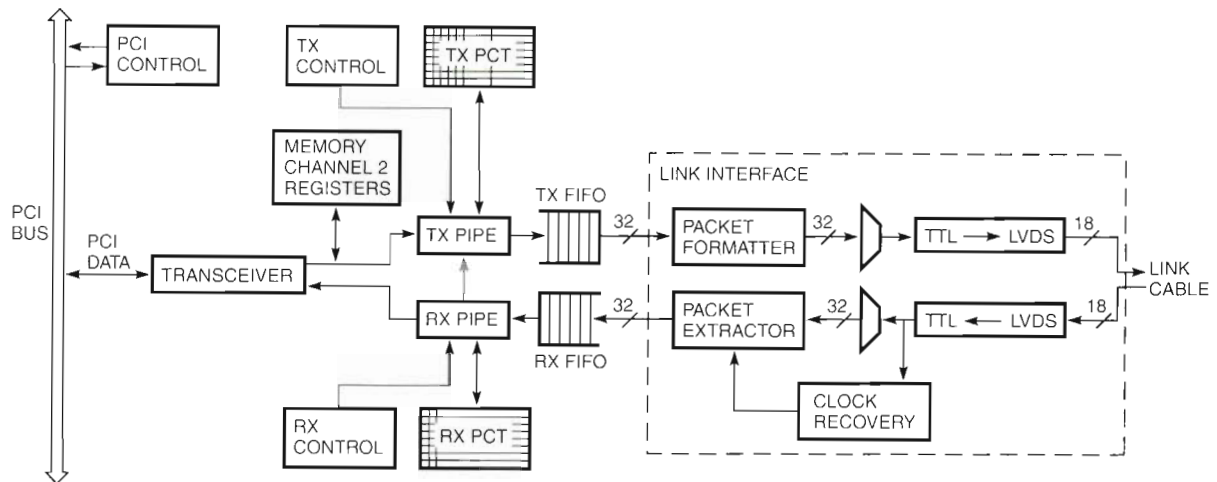 PCI
CONTROL
TX
CONTROL
TX PCT
MEMORY
CHANNEL 2
REGISTERS
PCI
BUS
PCI
DATA
TRANSCEIVER
TX PIPE
TX FIFO
32
LINK INTERFACE
PACKET
FORMATTER
32
TTL LVDS
18
LINK
CABLE
RX PIPE
RX FIFO
32
PACKET
EXTRACTOR
32
TTL LVDS
18
CLOCK
RECOVERY
RX
CONTROL
RX PCT